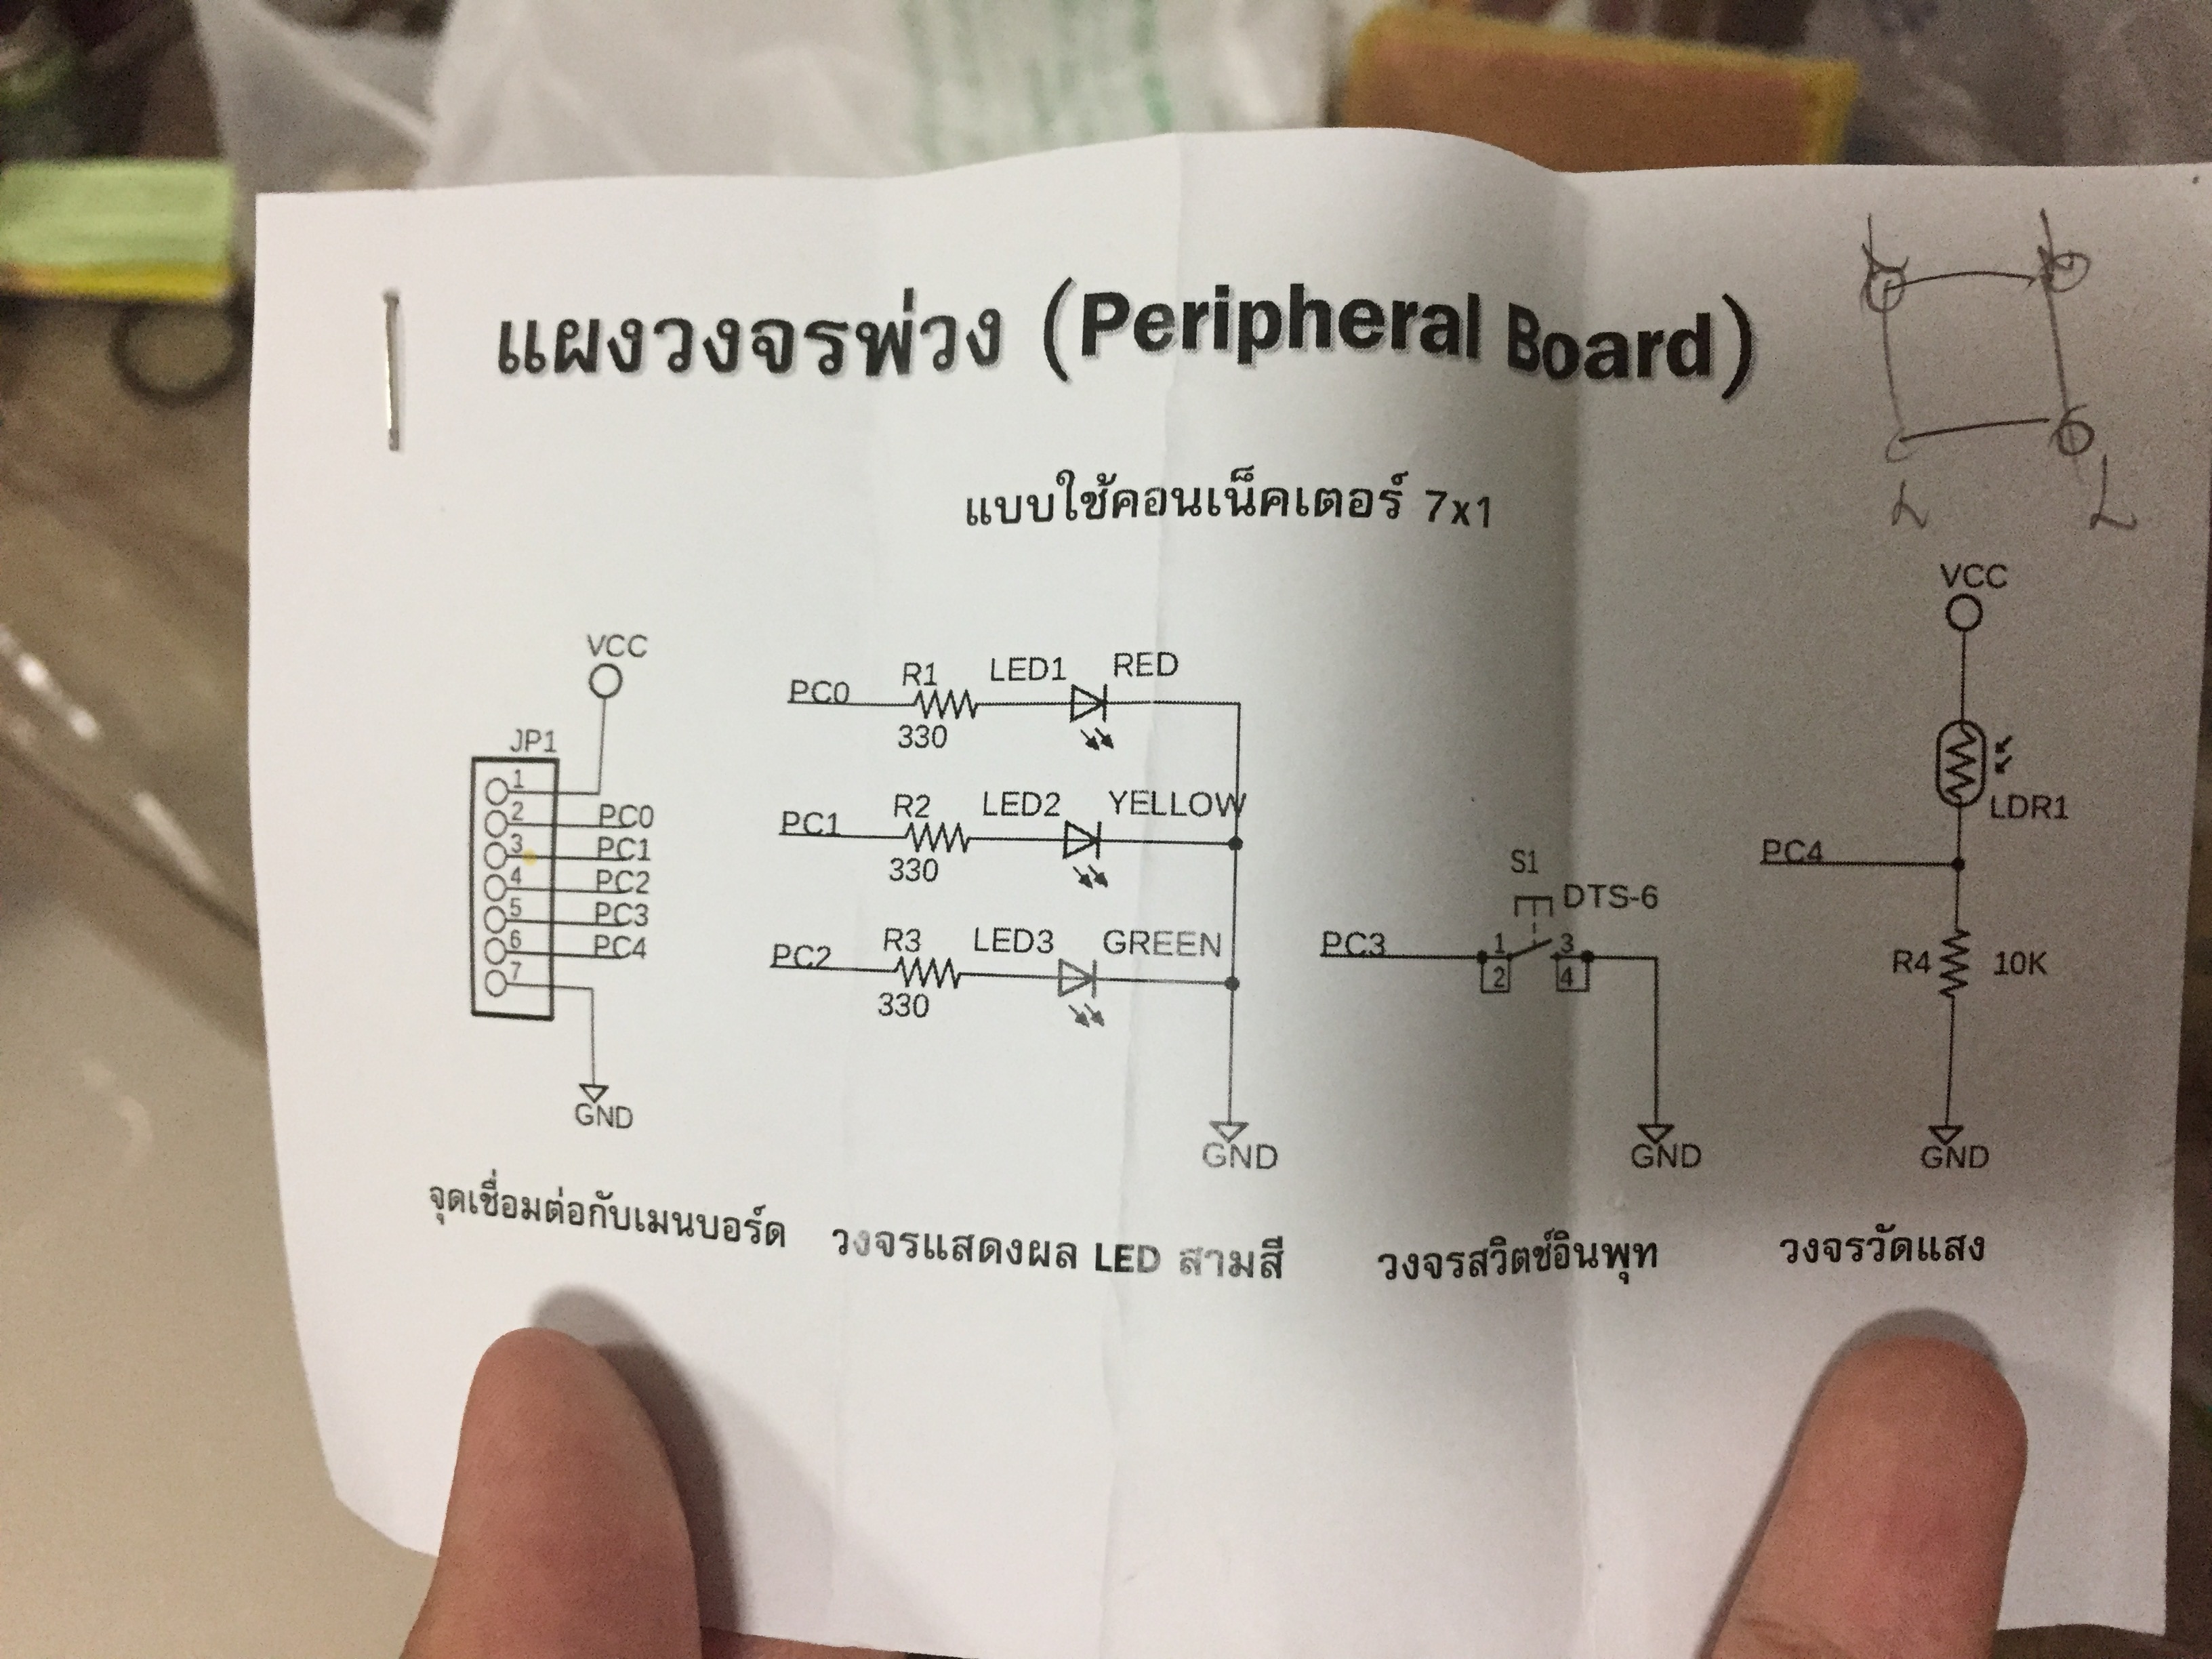 แผงวงจรพ่วง (Peripheral Board)
แบบใช้คอนเน็คเตอร์ 7x1
VCC
JP1
1
2 PC0
3 PC1
4 PC2
5 PC3
6 PC4
7
GND
จุดเชื่อมต่อกับเมนบอร์ด
PC0 R1 LED1 RED
330
PC1 R2 LED2 YELLOW
330
PC2 R3 LED3 GREEN
330
GND
วงจรแสดงผล LED สามสี
S1
DTS-6
PC3 1 3
2 4
GND
วงจรสวิตช์อินพุท
L
VCC
LDR1
PC4
R4 10K
GND
วงจรวัดแสง